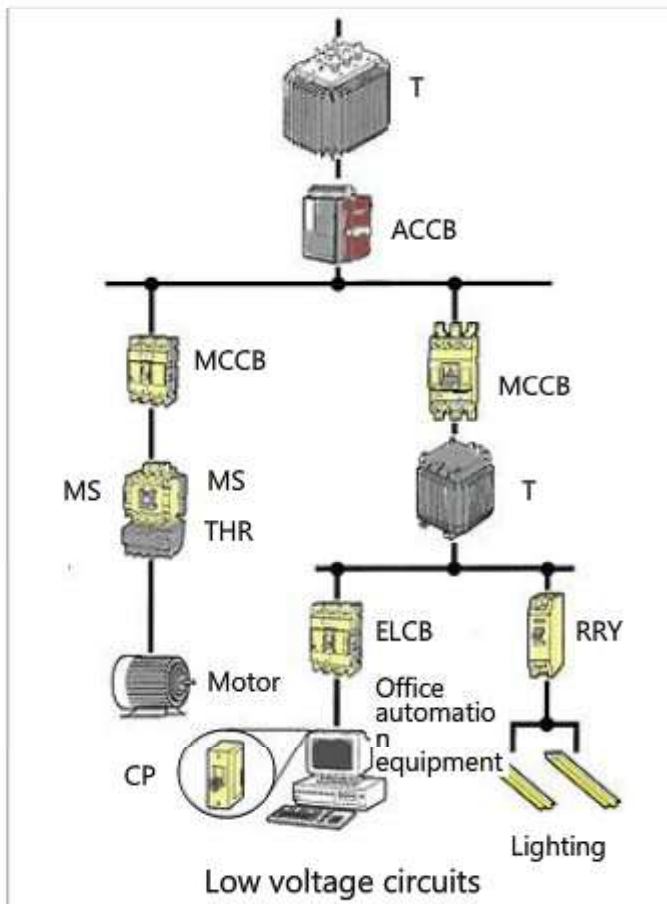 T
ACCB
MCCB
MCCB
MS
MS
THR
T
ELCB
RRY
Motor
Office
automatio
n
equipment
CP
Lighting
Low voltage circuits